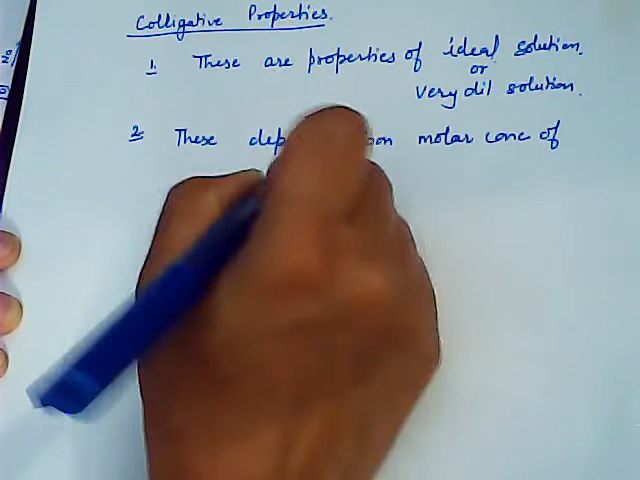 Colligative Properties.
1. These are properties of ideal solution.
or
very dil solution.
2. These molar conc of